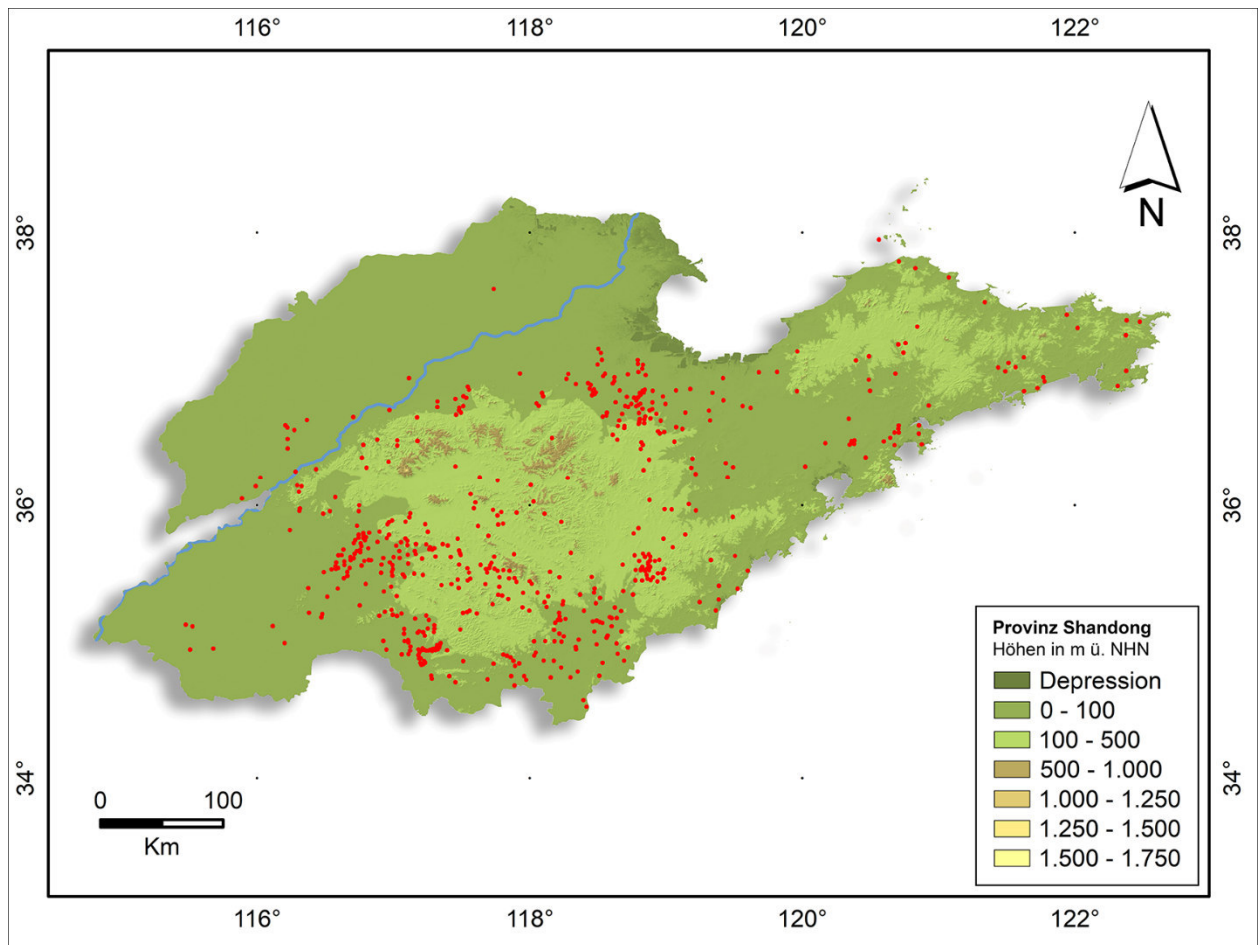 116°
118°
120°
122°
38°
38°
N
36°
36°
34°
34°
Provinz Shandong
Höhen in m ü. NHN
Depression
0 - 100
100 - 500
500 - 1.000
1.000 - 1.250
1.250 - 1.500
1.500 - 1.750
0 100
Km
116°
118°
120°
122°